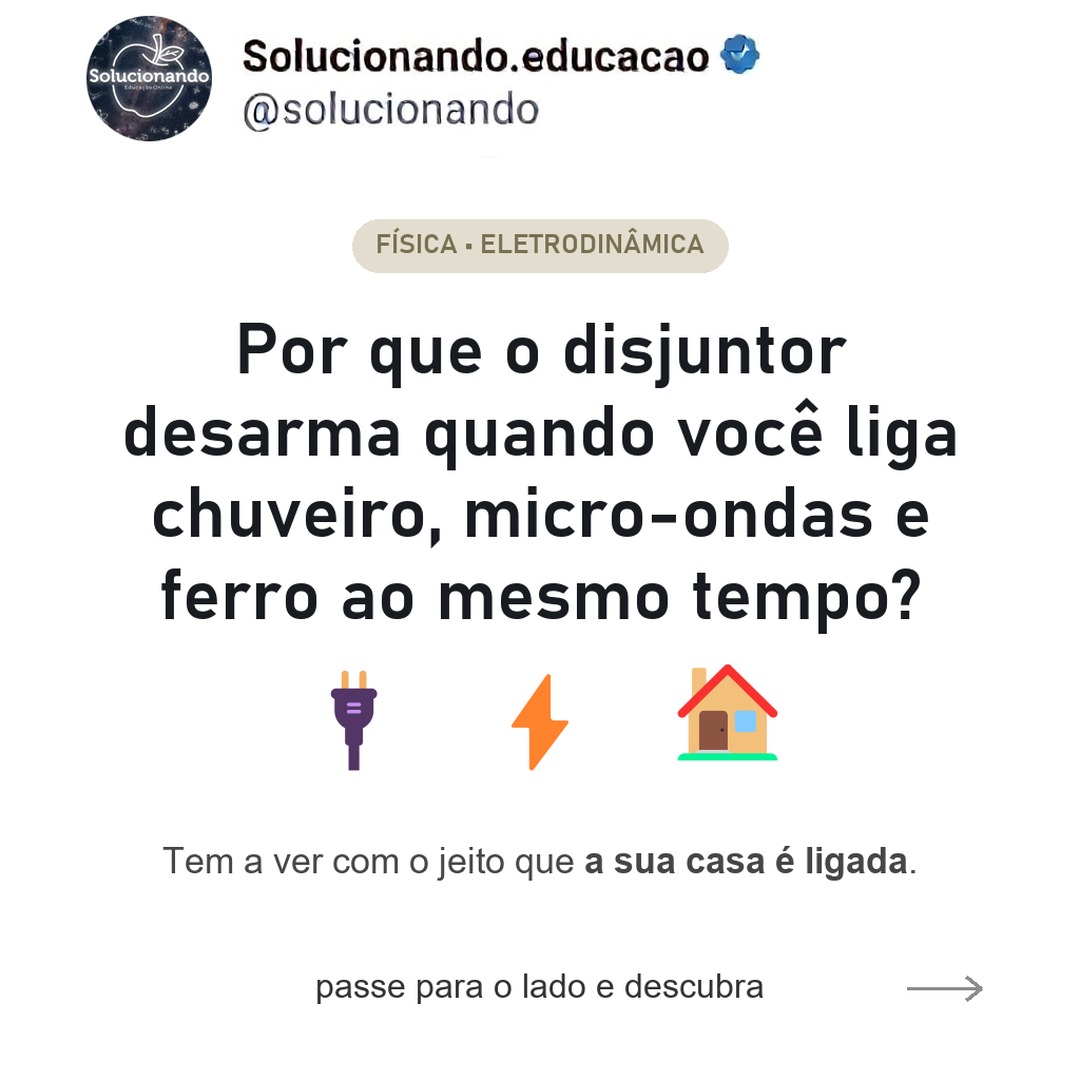 Solucionando
Educação Online
Solucionando.educacao
@solucionando
FÍSICA • ELETRODINÂMICA
Por que o disjuntor
desarma quando você liga
chuveiro, micro-ondas e
ferro ao mesmo tempo?
Tem a ver com o jeito que a sua casa é ligada.
passe para o lado e descubra